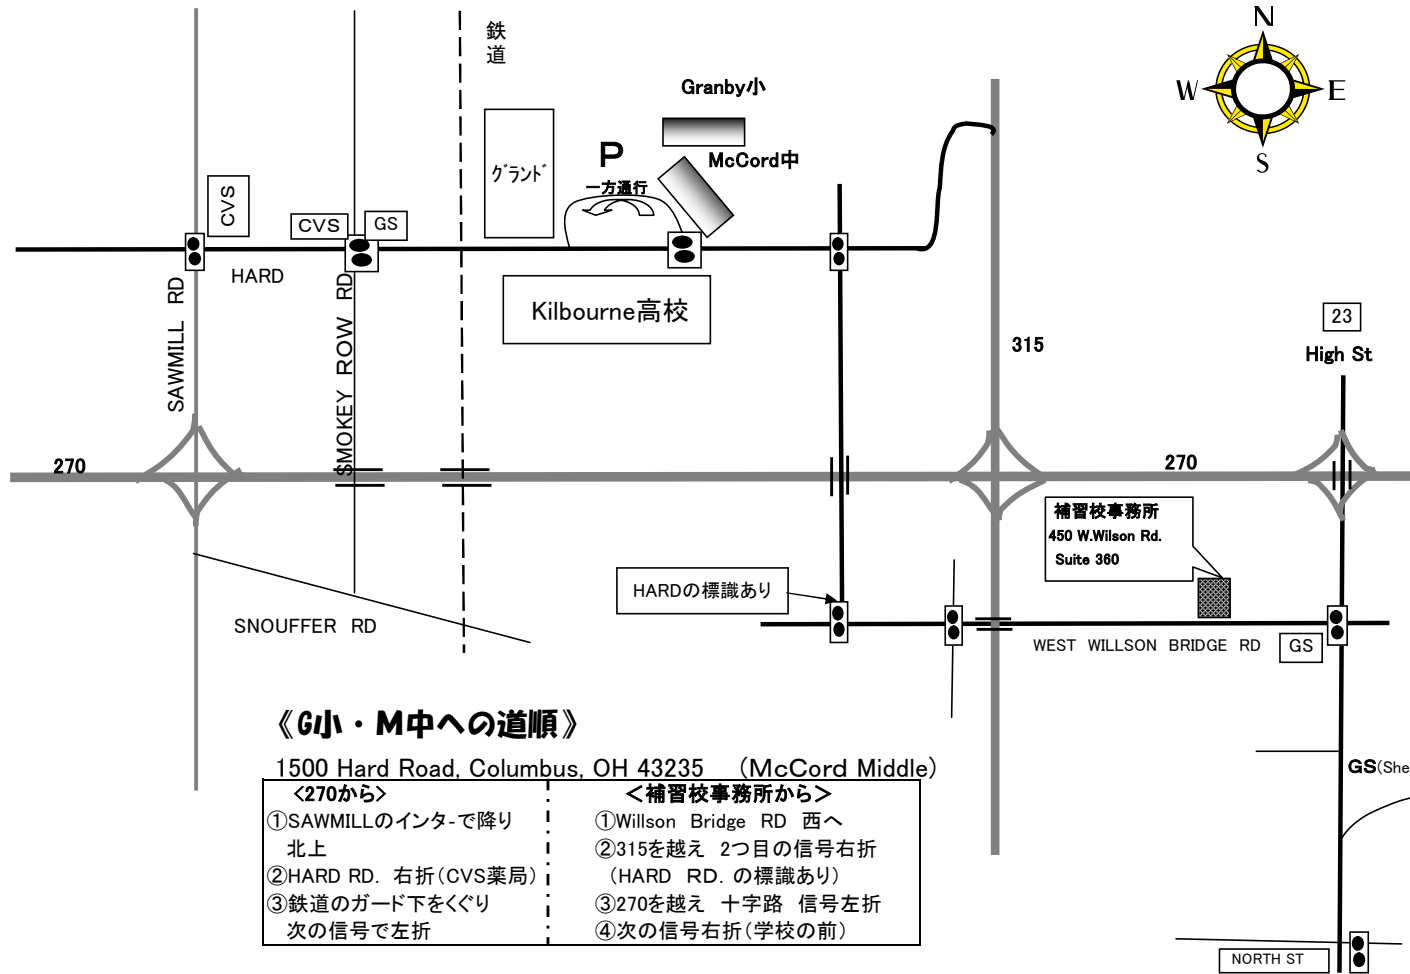 N
W E
S
鉄
道
Granby小
グランド
P
McCord中
一方通行
CVS
CVS
GS
HARD
SAWMILL RD
SMOKEY ROW RD
Kilbourne高校
315
23
High St
270
270
補習校事務所
450 W.Wilson Rd.
Suite 360
HARDの標識あり
SNOUFFER RD
WEST WILLSON BRIDGE RD
GS
《G小・M中への道順》
1500 Hard Road, Columbus, OH 43235 (McCord Middle)
<270から>
①SAWMILLのインタ-で降り
北上
②HARD RD. 右折(CVS薬局)
③鉄道のガード下をくぐり
次の信号で左折
<補習校事務所から>
①Willson Bridge RD 西へ
②315を越え 2つ目の信号右折
(HARD RD. の標識あり)
③270を越え 十字路 信号左折
④次の信号右折(学校の前)
GS(She
NORTH ST